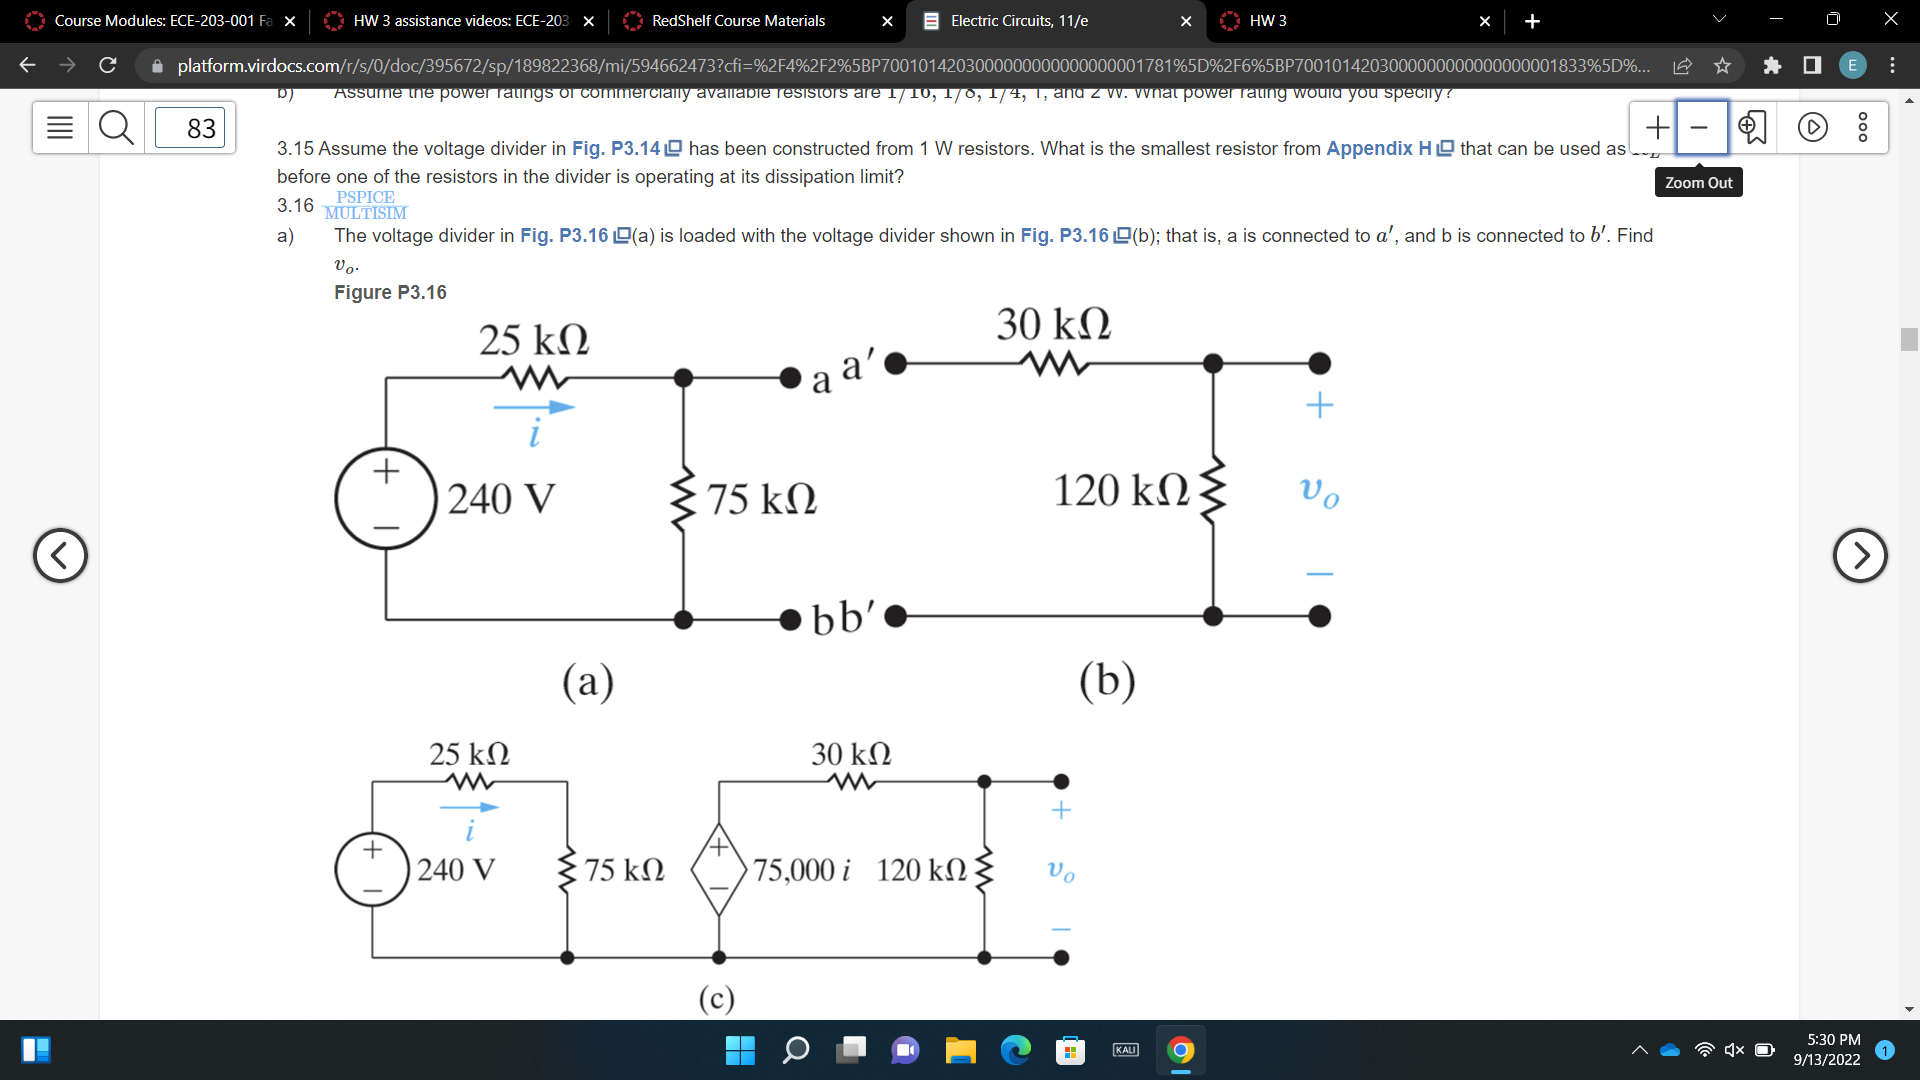 Course Modules: ECE-203-001 Fa
HW 3 assistance videos: ECE-203
RedShelf Course Materials
Electric Circuits, 11/e
HW 3
platform.virdocs.com/r/s/0/doc/395672/sp/189822368/mi/594662473?cfi=%2F4%2F2%5BP7001014203000000000000000001781%5D%2F6%5BP7001014203000000000000000001833%5D%...
E
b) Assume the power ratings of commercially available resistors are 1/16, 1/8, 1/4, 1, and 2 W. What power rating would you specify?
83
3.15 Assume the voltage divider in Fig. P3.14 has been constructed from 1 W resistors. What is the smallest resistor from Appendix H that can be used as
before one of the resistors in the divider is operating at its dissipation limit?
Zoom Out
3.16 PSPICE
MULTISIM
a) The voltage divider in Fig. P3.16 (a) is loaded with the voltage divider shown in Fig. P3.16 (b); that is, a is connected to a′, and b is connected to b′. Find
vo.
Figure P3.16
25 kΩ
30 kΩ
a a′
i
+
+
240 V
75 kΩ
120 kΩ
vo
−
−
b b′
(a)
(b)
25 kΩ
30 kΩ
i
+
+
+
240 V
75 kΩ
75,000 i
120 kΩ
vo
−
−
−
(c)
KALI
5:30 PM
9/13/2022
1